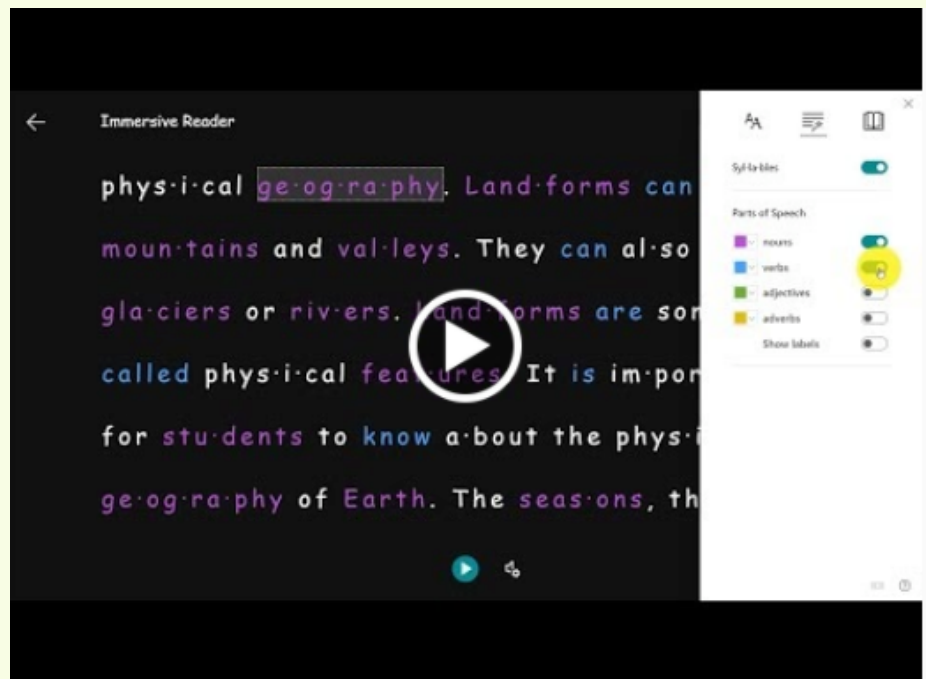 Immersive Reader
phys·i·cal ge·og·ra·phy. Land·forms can
moun·tains and val·leys. They can al·so
gla·ciers or riv·ers. Land·forms are som
called phys·i·cal fea·tures. It is im·por
for stu·dents to know a·bout the phys·i
ge·og·ra·phy of Earth. The seas·ons, th
Syl·la·bles
Parts of Speech
nouns
verbs
adjectives
adverbs
Show labels